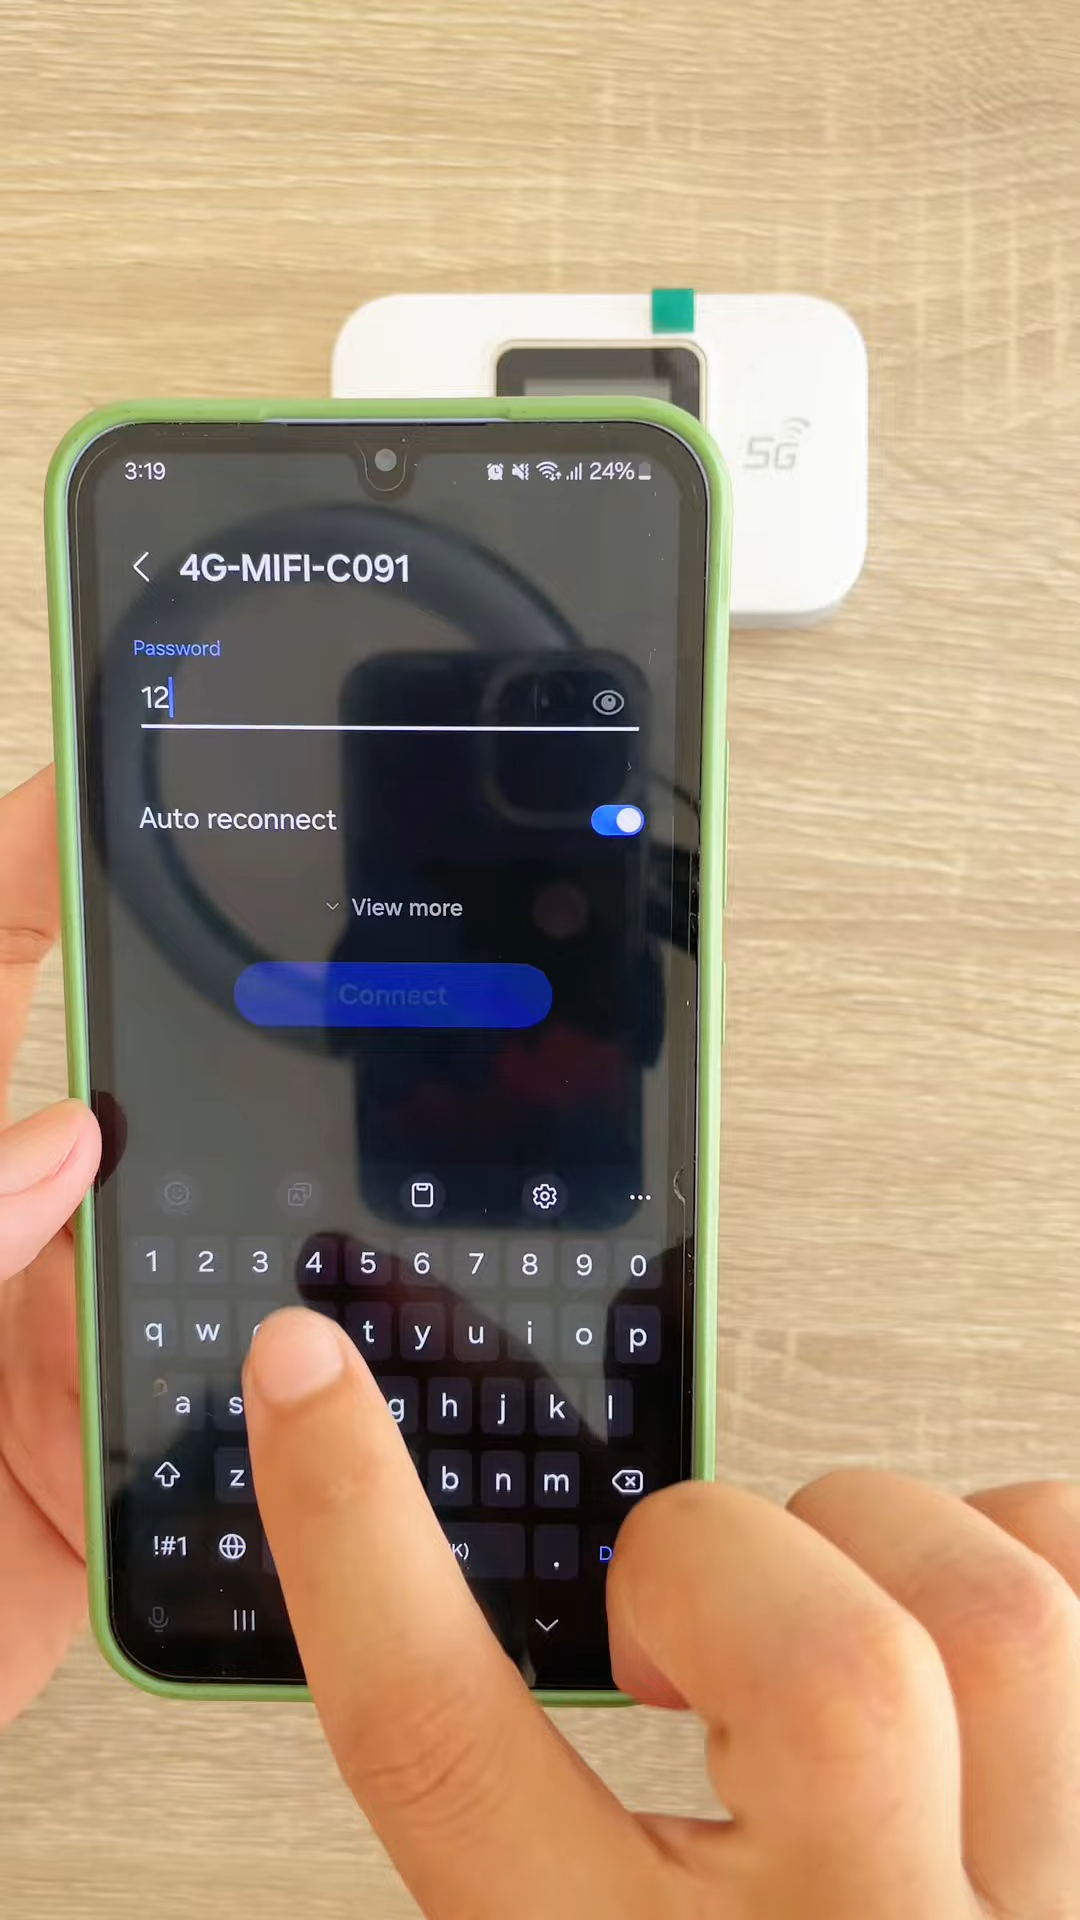 5G
3:19
24%
4G-MIFI-C091
Password
12
Auto reconnect
View more
Connect
1 2 3 4 5 6 7 8 9 0
q w t y u i o p
a s g h j k l
z b n m
!#1 K) . D